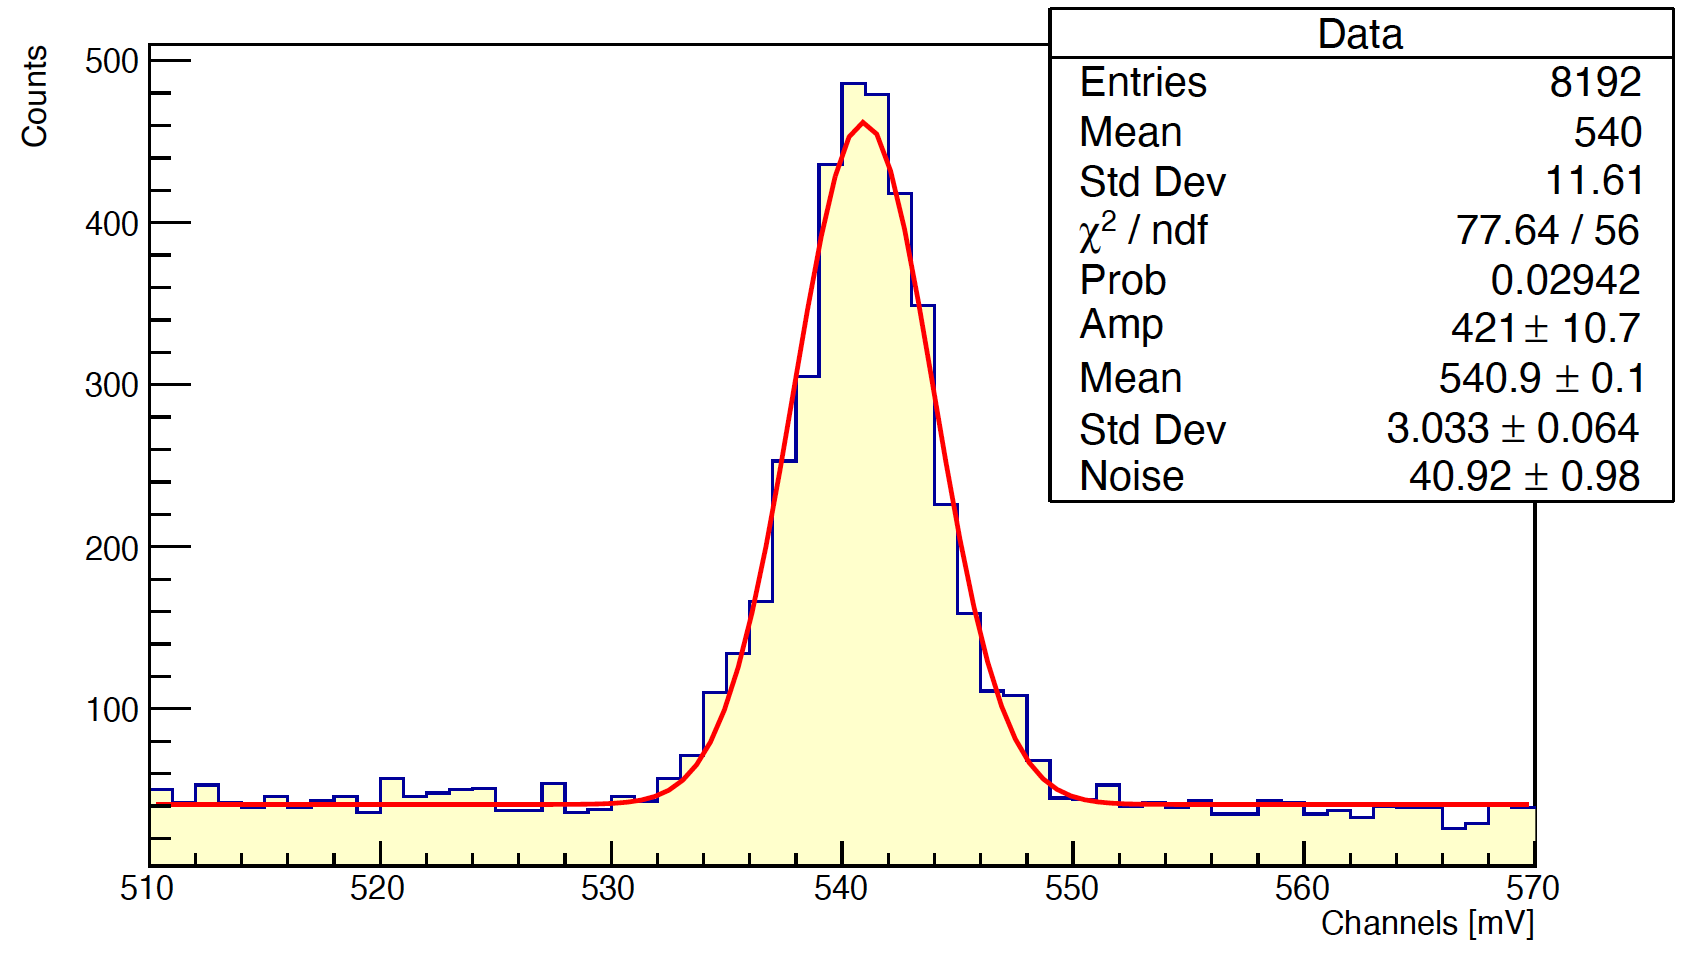 Counts
500
400
300
200
100
510 520 530 540 550 560 570
Channels [mV]
Data
Entries 8192
Mean 540
Std Dev 11.61
χ² / ndf 77.64 / 56
Prob 0.02942
Amp 421 ± 10.7
Mean 540.9 ± 0.1
Std Dev 3.033 ± 0.064
Noise 40.92 ± 0.98